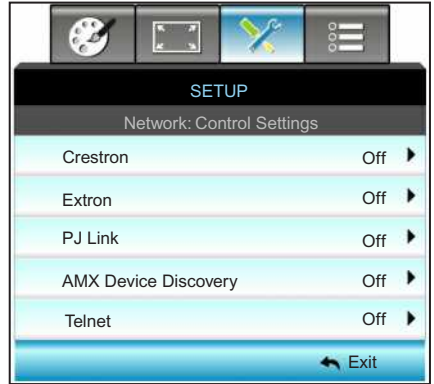 SETUP
Network: Control Settings
Crestron Off
Extron Off
PJ Link Off
AMX Device Discovery Off
Telnet Off
Exit